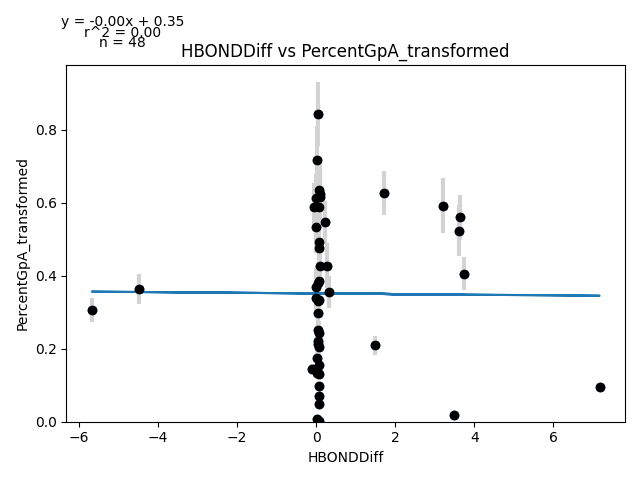 y = -0.00x + 0.35
r^2 = 0.00
n = 48
HBONDDiff vs PercentGpA_transformed
PercentGpA_transformed
0.8
0.6
0.4
0.2
0.0
−6
−4
−2
0
2
4
6
HBONDDiff